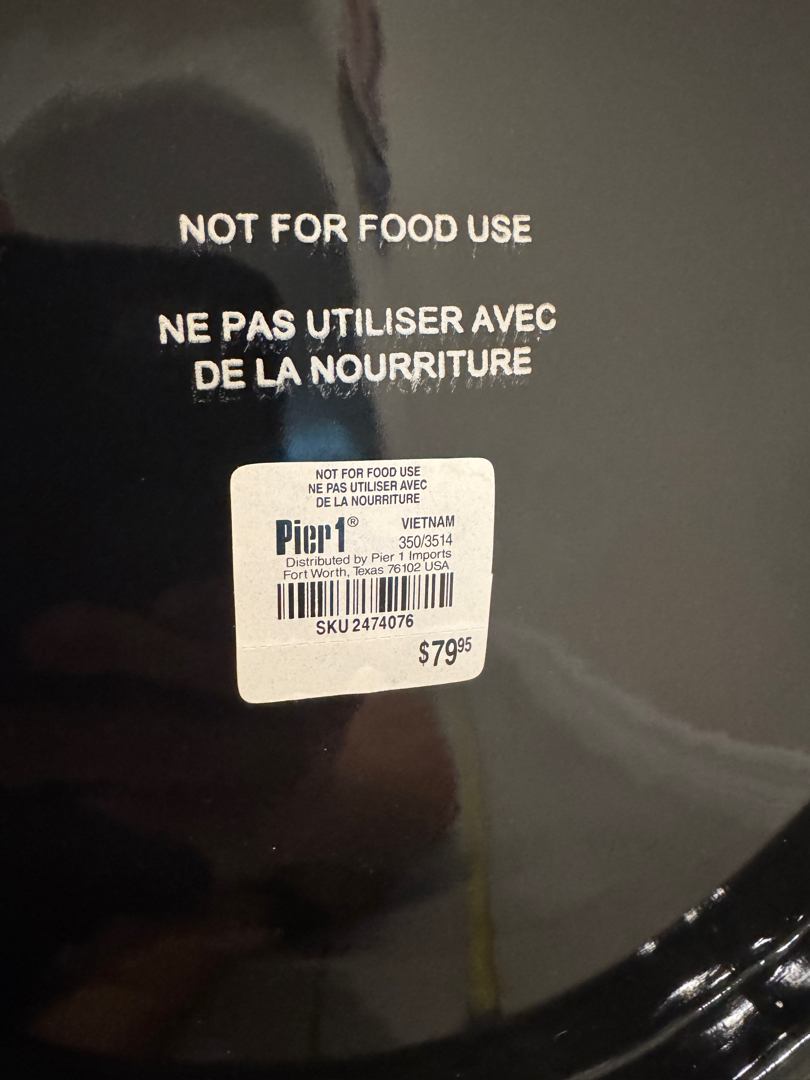 NOT FOR FOOD USE
NE PAS UTILISER AVEC
DE LA NOURRITURE
NOT FOR FOOD USE
NE PAS UTILISER AVEC
DE LA NOURRITURE
Pier 1® VIETNAM
350/3514
Distributed by Pier 1 Imports
Fort Worth, Texas 76102 USA
SKU 2474076
$79.95